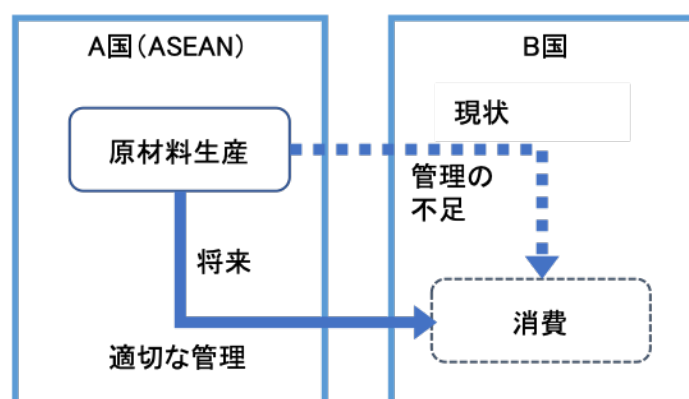 A国（ASEAN）
B国
現状
原材料生産
管理の
不足
将来
消費
適切な管理